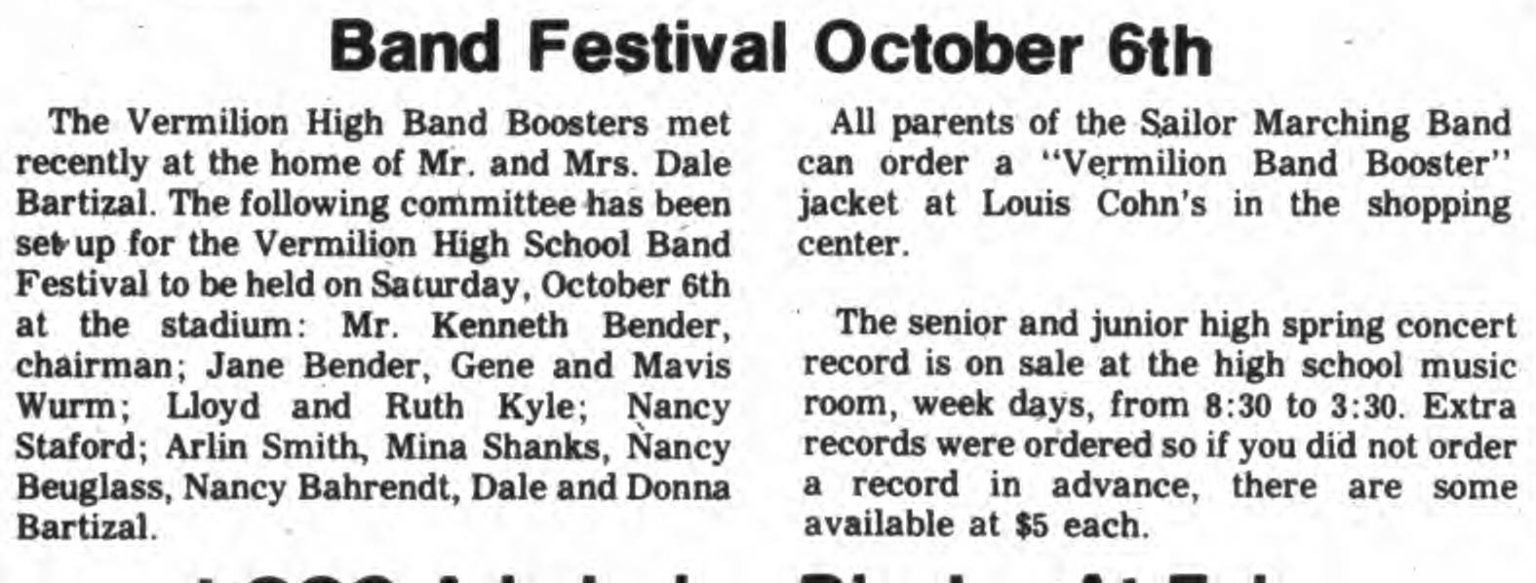 Band Festival October 6th
The Vermilion High Band Boosters met
recently at the home of Mr. and Mrs. Dale
Bartizal. The following committee has been
set up for the Vermilion High School Band
Festival to be held on Saturday, October 6th
at the stadium: Mr. Kenneth Bender,
chairman; Jane Bender, Gene and Mavis
Wurm; Lloyd and Ruth Kyle; Nancy
Staford; Arlin Smith, Mina Shanks, Nancy
Beuglass, Nancy Bahrendt, Dale and Donna
Bartizal.
All parents of the Sailor Marching Band
can order a "Vermilion Band Booster"
jacket at Louis Cohn's in the shopping
center.
The senior and junior high spring concert
record is on sale at the high school music
room, week days, from 8:30 to 3:30. Extra
records were ordered so if you did not order
a record in advance, there are some
available at $5 each.